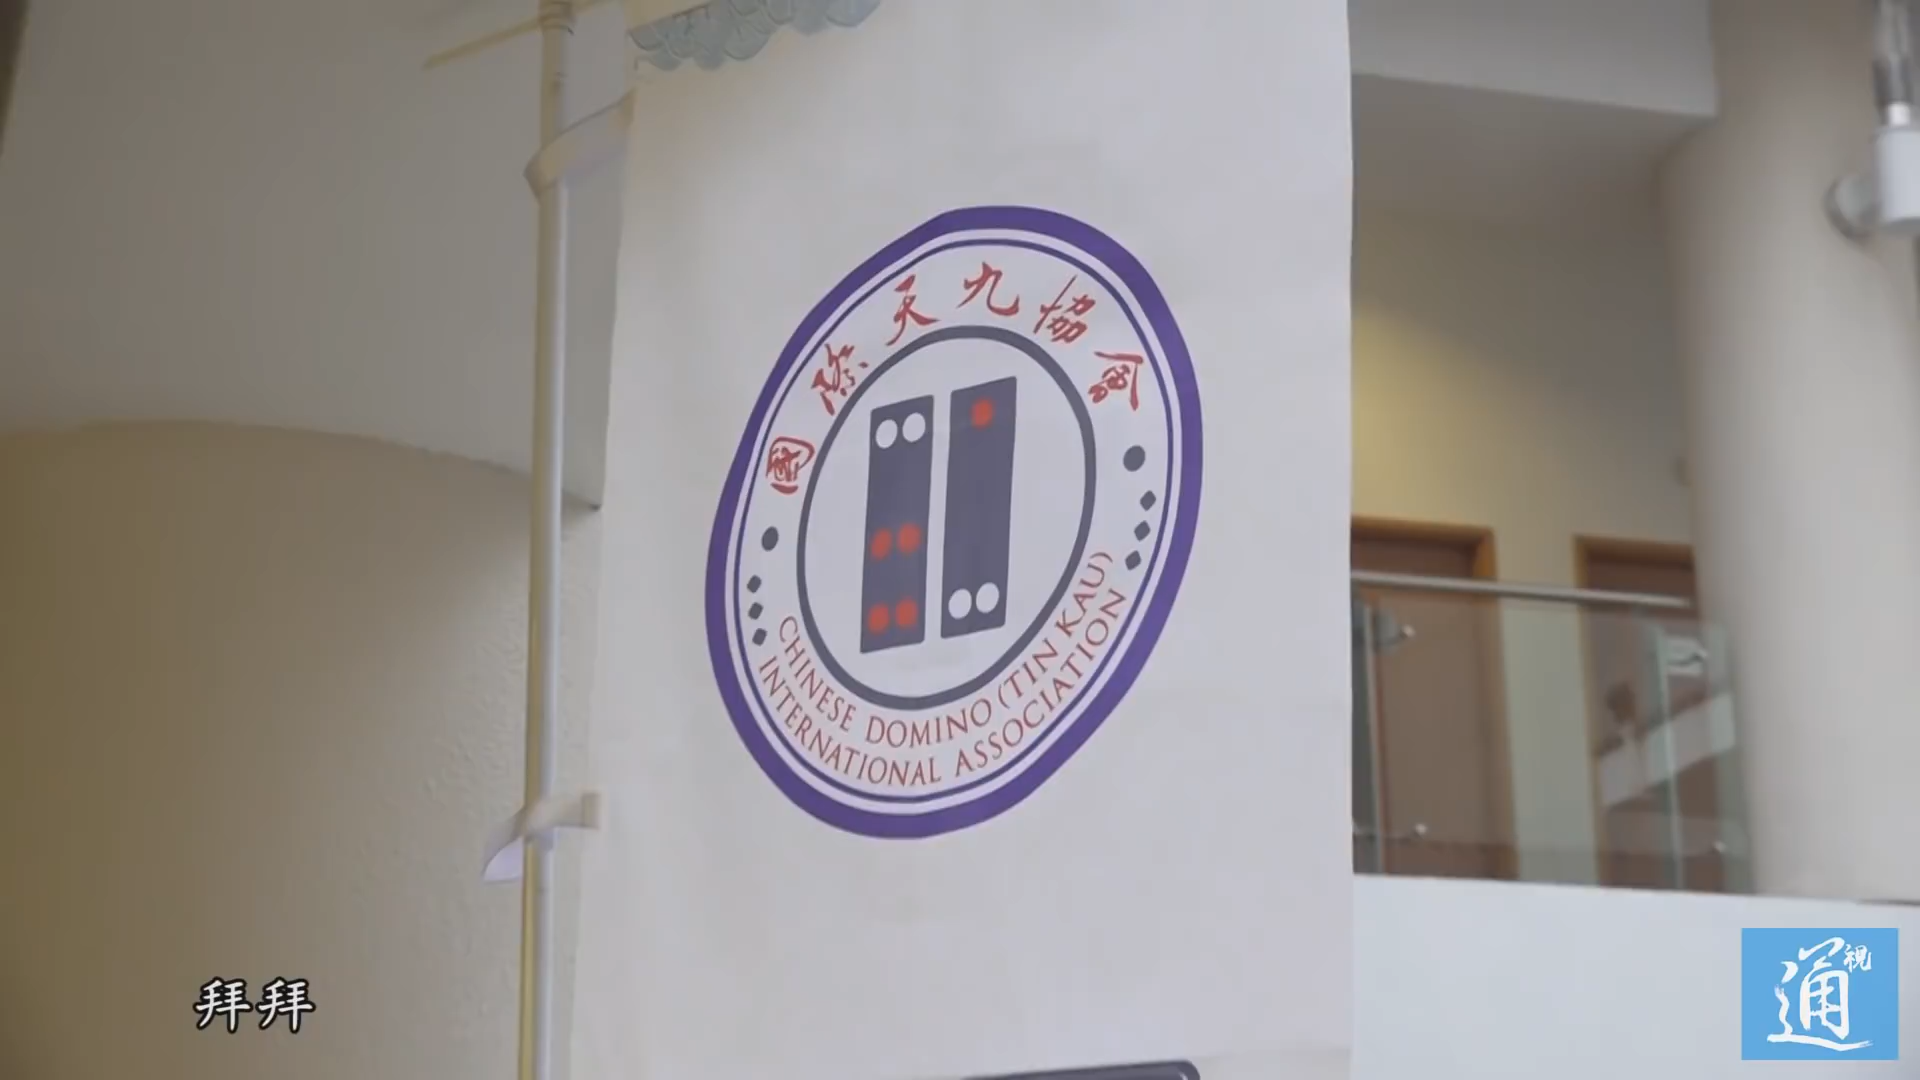 國際天九協會
CHINESE DOMINO (TIN KAU)
INTERNATIONAL ASSOCIATION
拜拜
通視